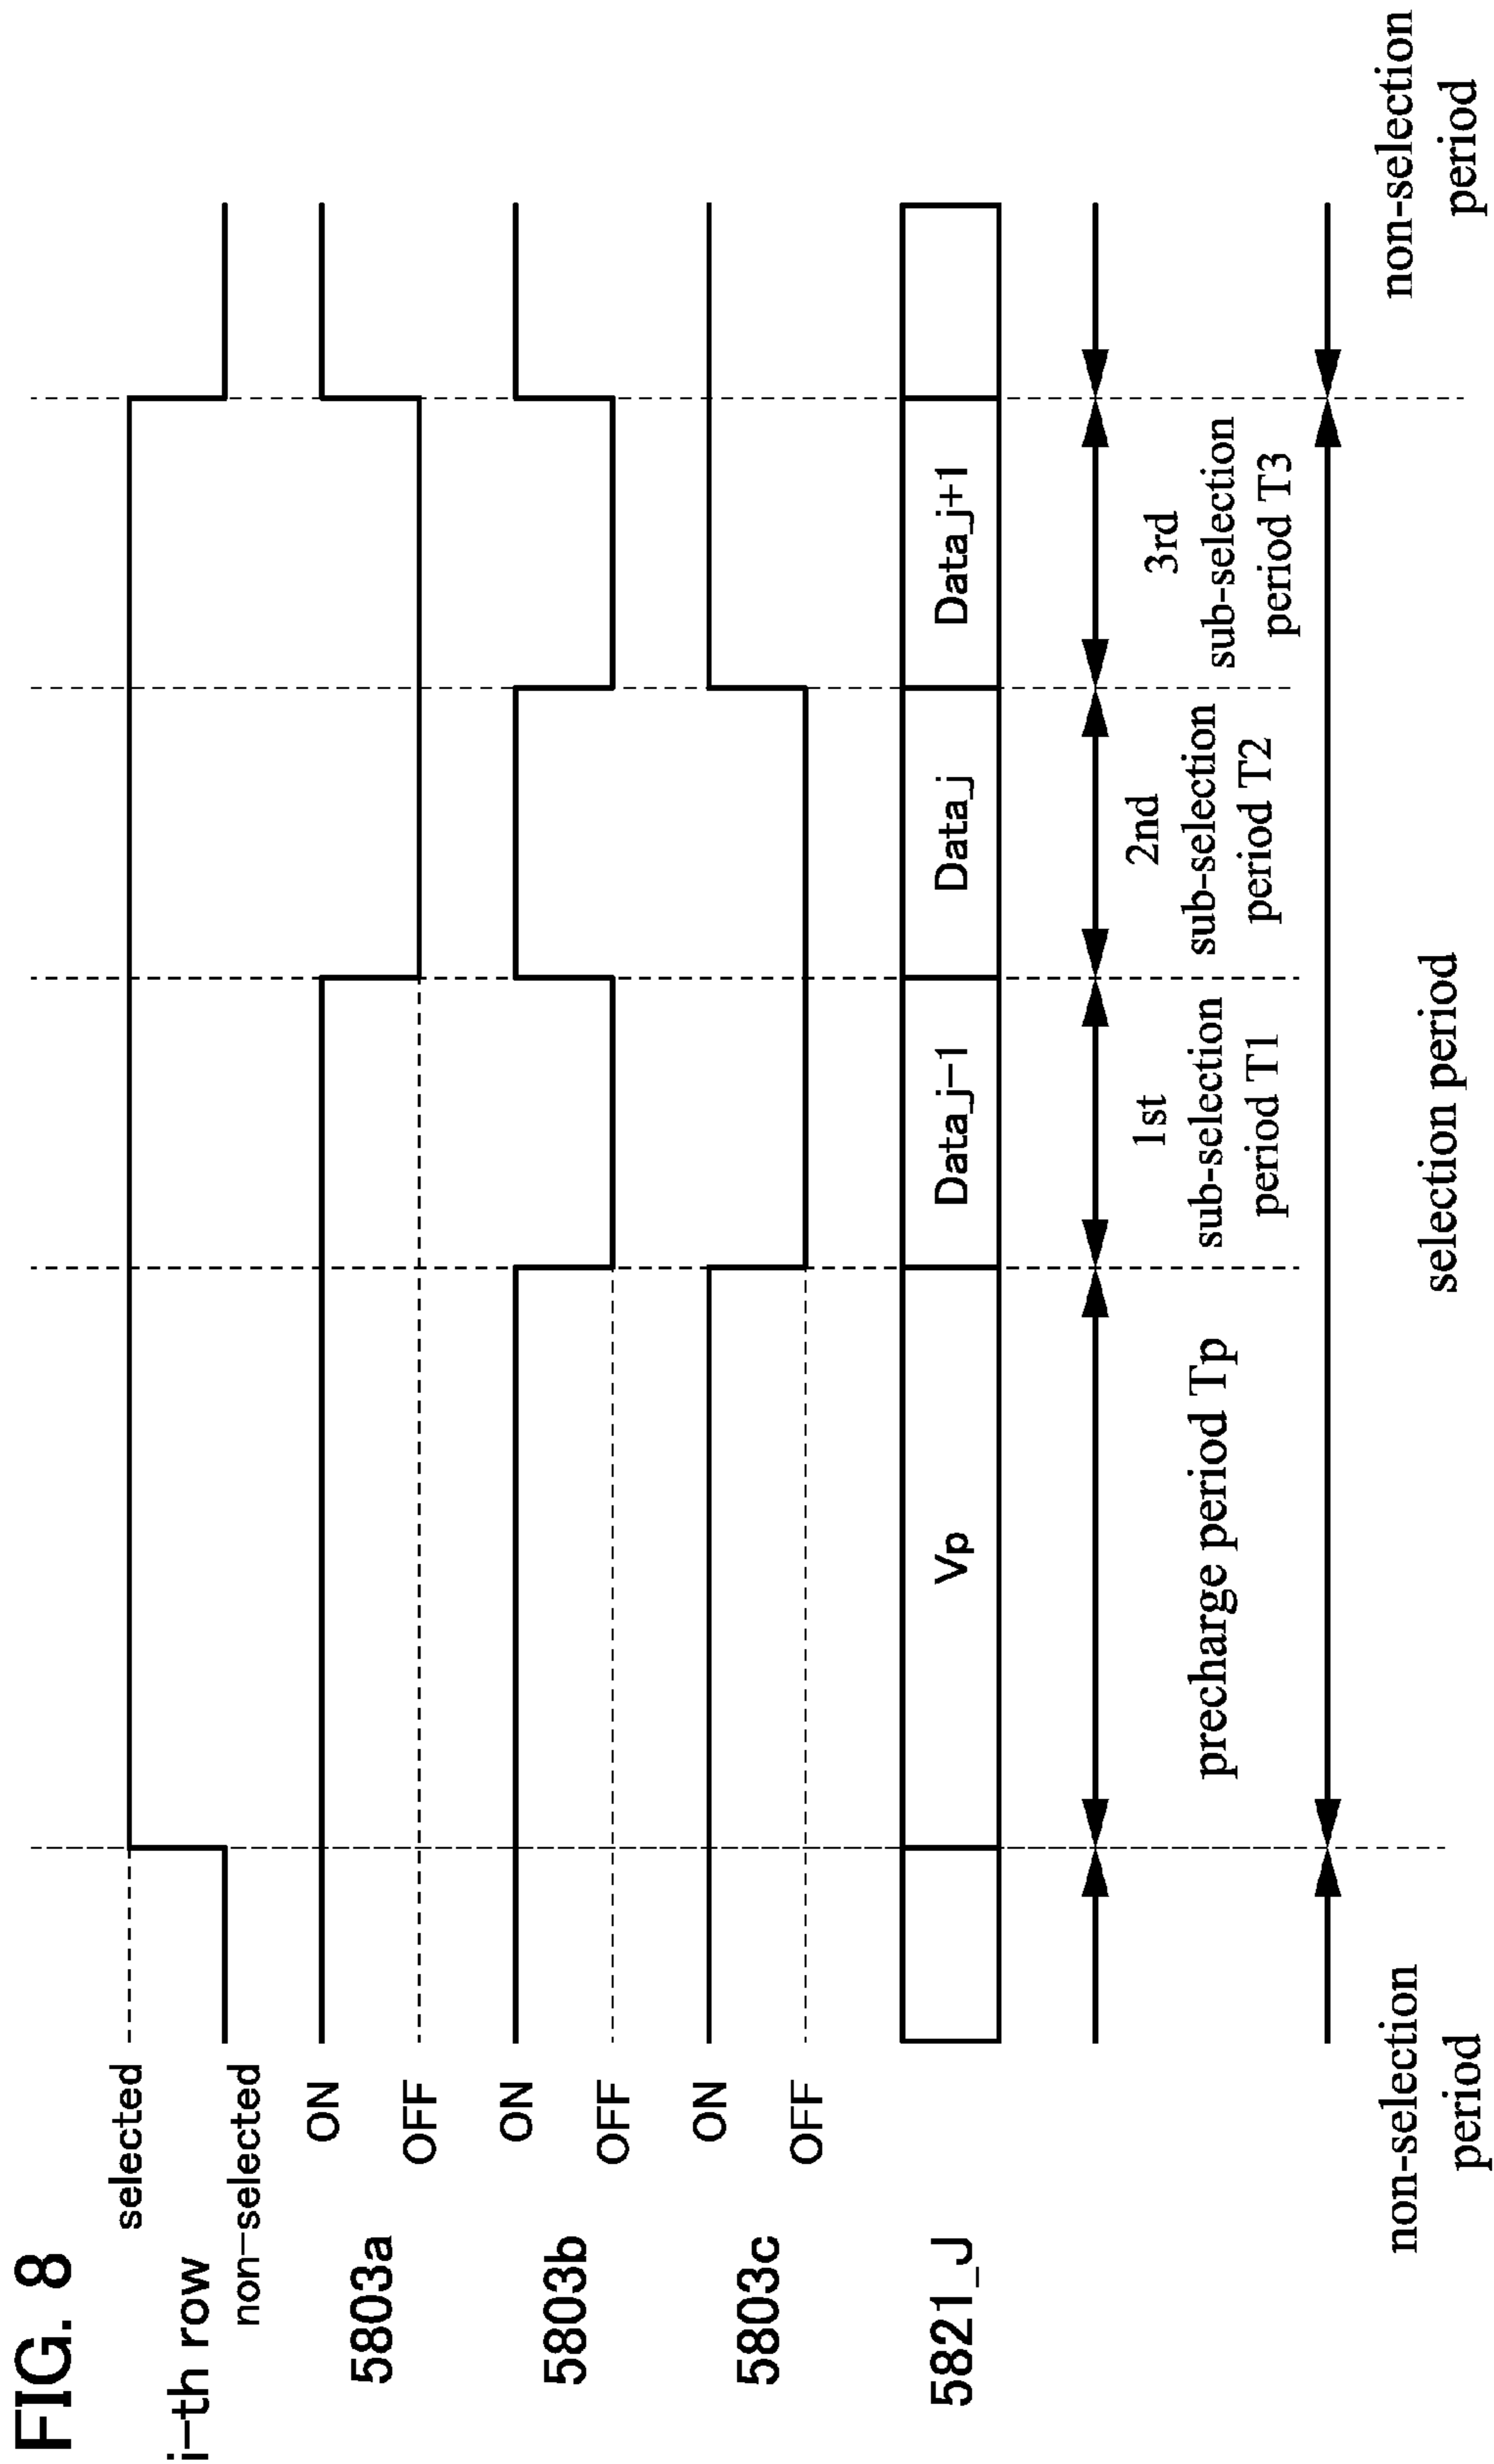 FIG. 8
selected
i-th row
non-selected
ON
5803a
OFF
ON
5803b
OFF
ON
5803c
OFF
5821_J
Vp
Data_j-1
Data_j
Data_j+1
precharge period Tp
1st
sub-selection
period T1
2nd
sub-selection
period T2
3rd
sub-selection
period T3
non-selection
period
selection period
non-selection
period